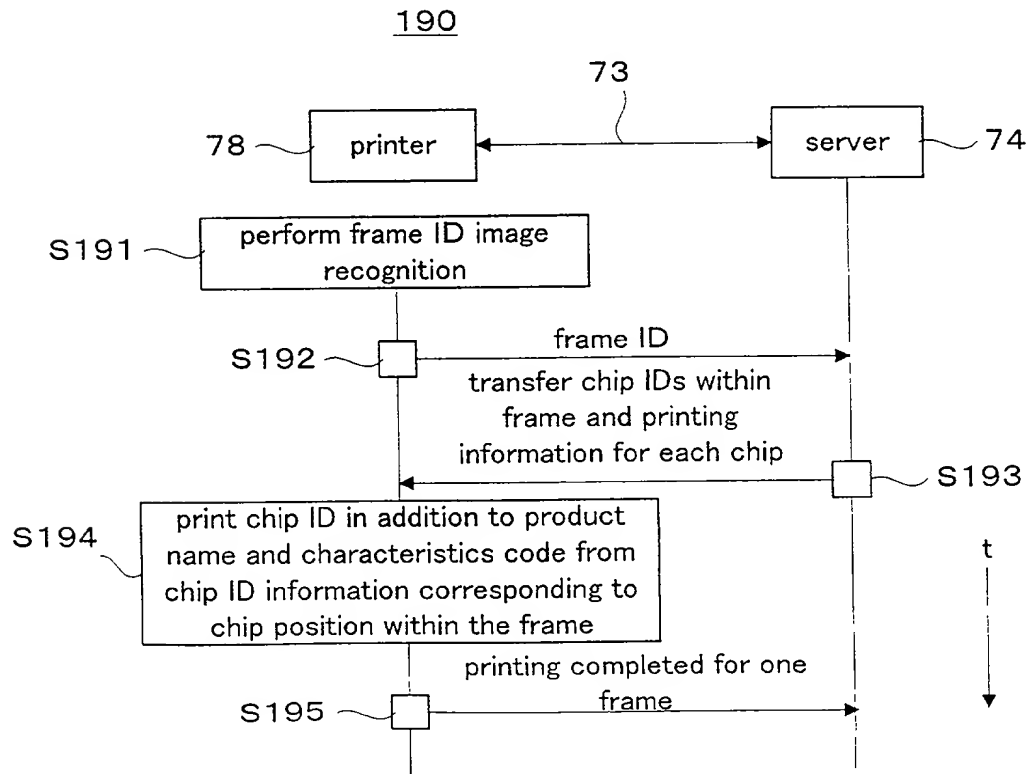 190
73
78
printer
server
74
S191
perform frame ID image
recognition
S192
frame ID
transfer chip IDs within
frame and printing
information for each chip
S193
S194
print chip ID in addition to product
name and characteristics code from
chip ID information corresponding to
chip position within the frame
t
printing completed for one
frame
S195